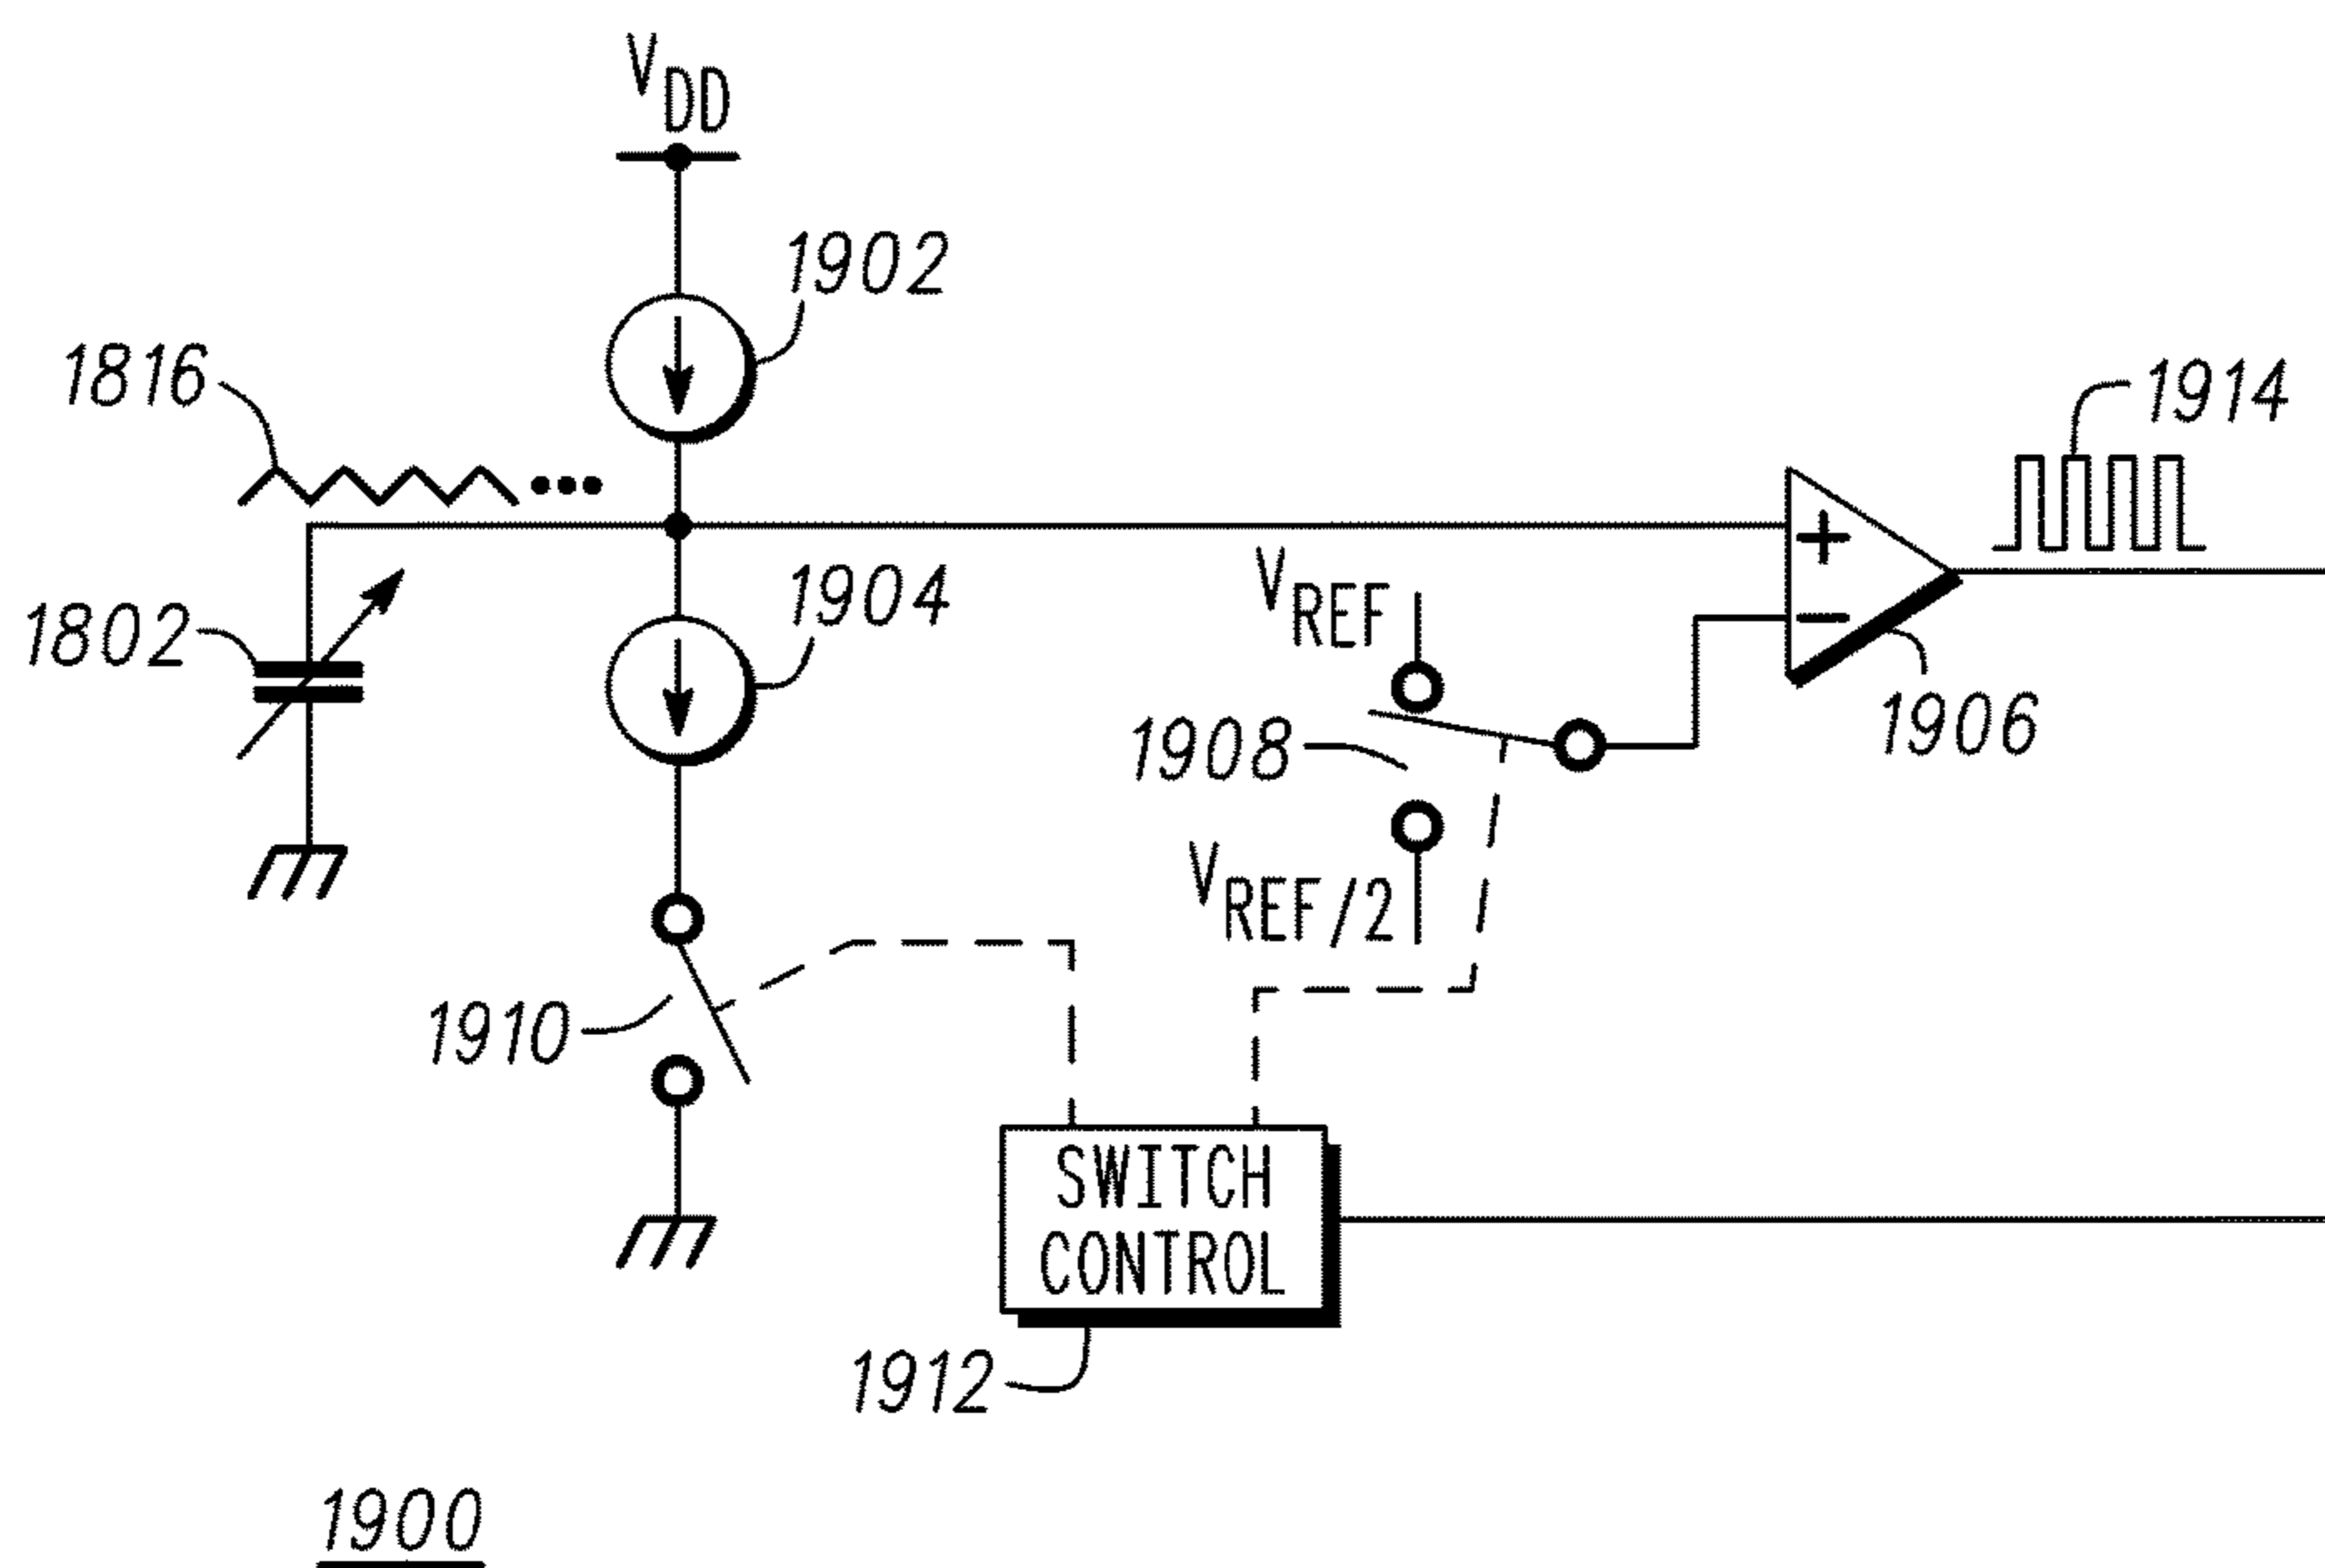 VDD
1902
1816
1914
+
VREF
1904
1802
−
1908
1906
VREF/2
1910
SWITCH
CONTROL
1912
1900